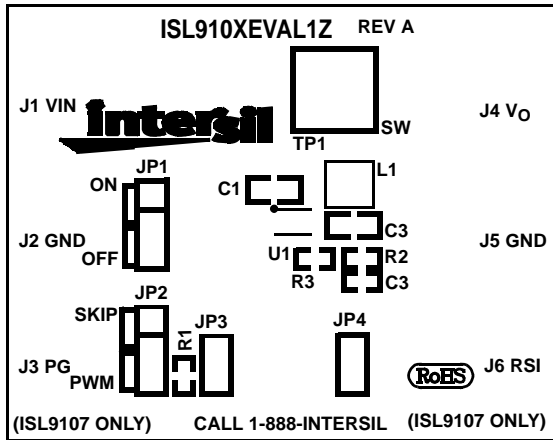 ISL910XEVAL1Z REV A
J1 VIN
intersil
SW
TP1
J4 VO
JP1
ON
C1
L1
J2 GND
OFF
U1
C3
R2
R3
C3
J5 GND
JP2
SKIP
R1
JP3
JP4
J3 PG
PWM
RoHS
J6 RSI
(ISL9107 ONLY) CALL 1-888-INTERSIL (ISL9107 ONLY)